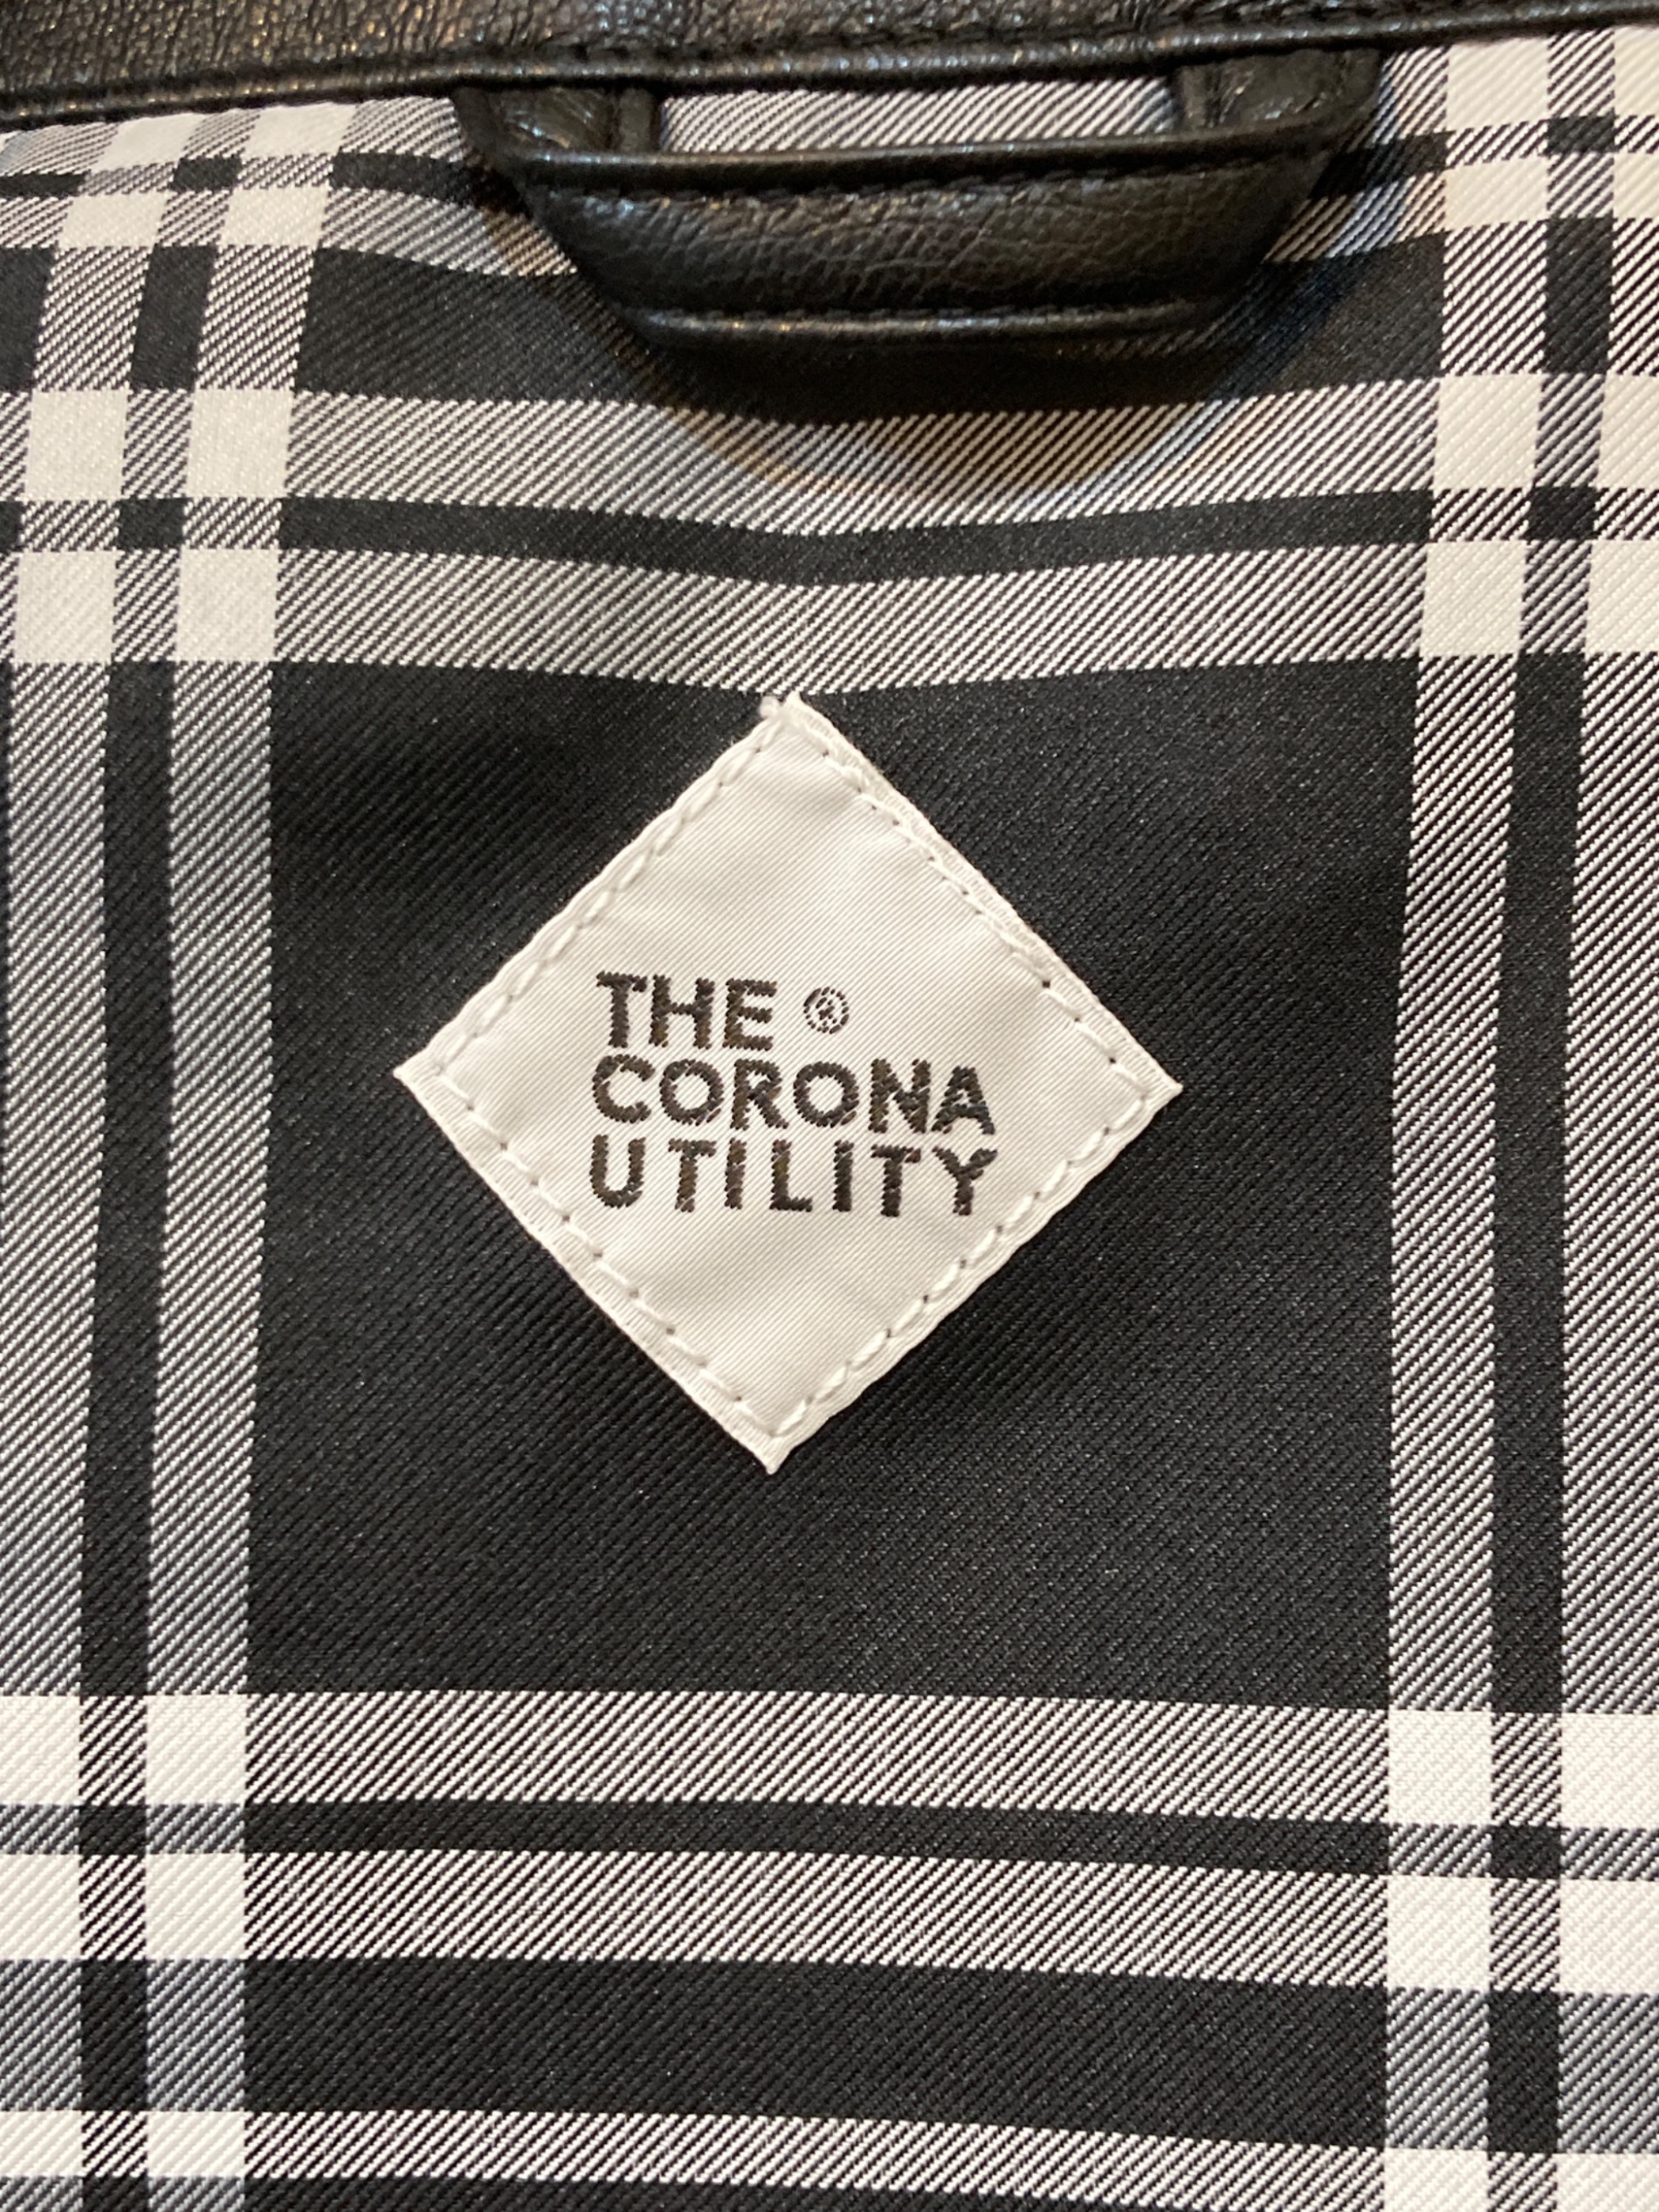 THE ®
CORONA
UTILITY